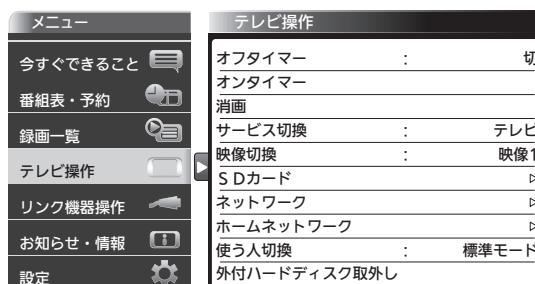 メニュー
今すぐできること
番組表・予約
録画一覧
テレビ操作
リンク機器操作
お知らせ・情報
設定
テレビ操作
オフタイマー : 切
オンタイマー
消画
サービス切換 : テレビ
映像切換 : 映像1
SDカード
ネットワーク
ホームネットワーク
使う人切換 : 標準モード
外付ハードディスク取外し